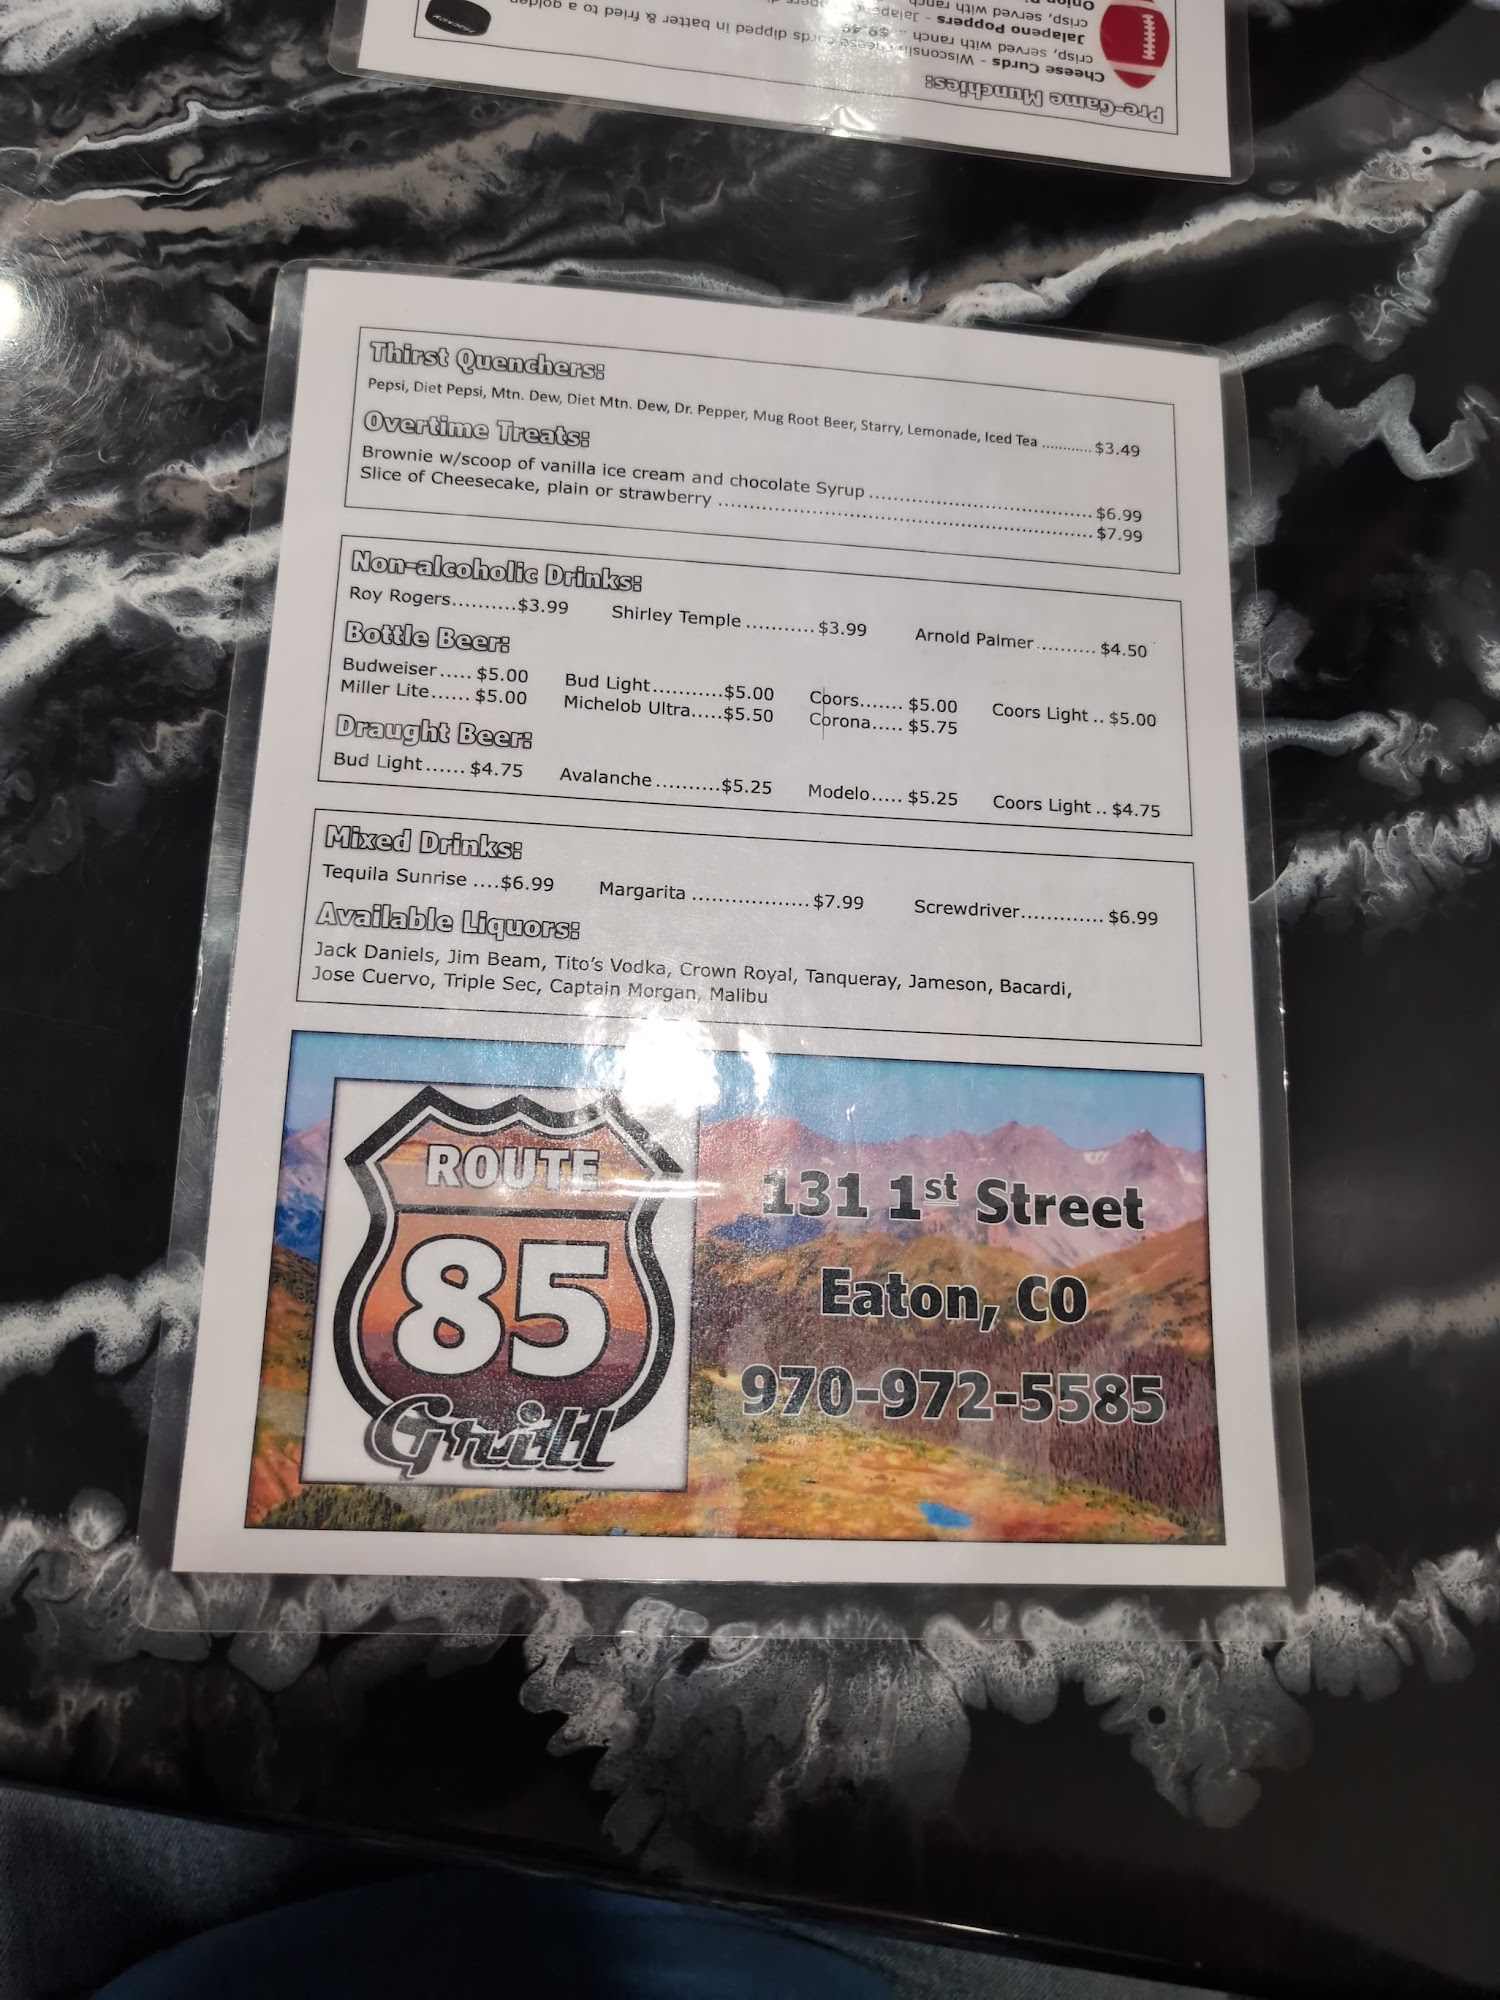 Pre-Game Munchies:
Cheese Curds - Wisconsin cheese curds dipped in batter & fried to a golden
crisp, served with ranch ... $9.49
Jalapeno Poppers - Jalapeno
crisp, served with ranch
Onion
Thirst Quenchers:
Pepsi, Diet Pepsi, Mtn. Dew, Diet Mtn. Dew, Dr. Pepper, Mug Root Beer, Starry, Lemonade, Iced Tea ............ $3.49
Overtime Treats:
Brownie w/scoop of vanilla ice cream and chocolate Syrup .................................. $6.99
Slice of Cheesecake, plain or strawberry ........................................................ $7.99
Non-alcoholic Drinks:
Roy Rogers..........$3.99 Shirley Temple ........... $3.99 Arnold Palmer.......... $4.50
Bottle Beer:
Budweiser ..... $5.00 Bud Light...........$5.00 Coors....... $5.00 Coors Light .. $5.00
Miller Lite...... $5.00 Michelob Ultra.....$5.50 Corona..... $5.75
Draught Beer:
Bud Light ...... $4.75 Avalanche ..........$5.25 Modelo..... $5.25 Coors Light .. $4.75
Mixed Drinks:
Tequila Sunrise ....$6.99 Margarita .................. $7.99 Screwdriver............. $6.99
Available Liquors:
Jack Daniels, Jim Beam, Tito's Vodka, Crown Royal, Tanqueray, Jameson, Bacardi,
Jose Cuervo, Triple Sec, Captain Morgan, Malibu
ROUTE
85
Grill
131 1st Street
Eaton, CO
970-972-5585